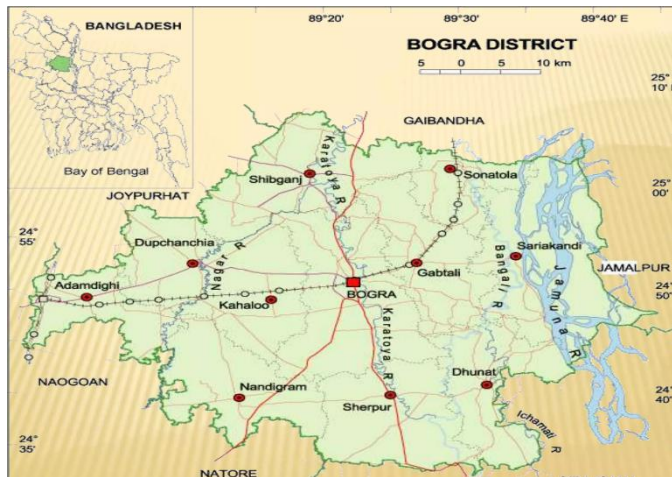 89°20'
89°30'
89°40' E
BANGLADESH
BOGRA DISTRICT
5 0 5 10 km
25°
10'
GAIBANDHA
Karatoya R
Bay of Bengal
Shibganj
Sonatola
JOYPURHAT
25°
00'
24°
55'
Dupchanchia
Nagar R
Bangali R
Sariakandi
Adamdighi
Gabtali
Jamuna R
JAMALPUR
24°
50'
Kahaloo
BOGRA
Karatoya R
NAOGOAN
Nandigram
Dhunat
Sherpur
Ichamati R
24°
40'
24°
35'
NATORE